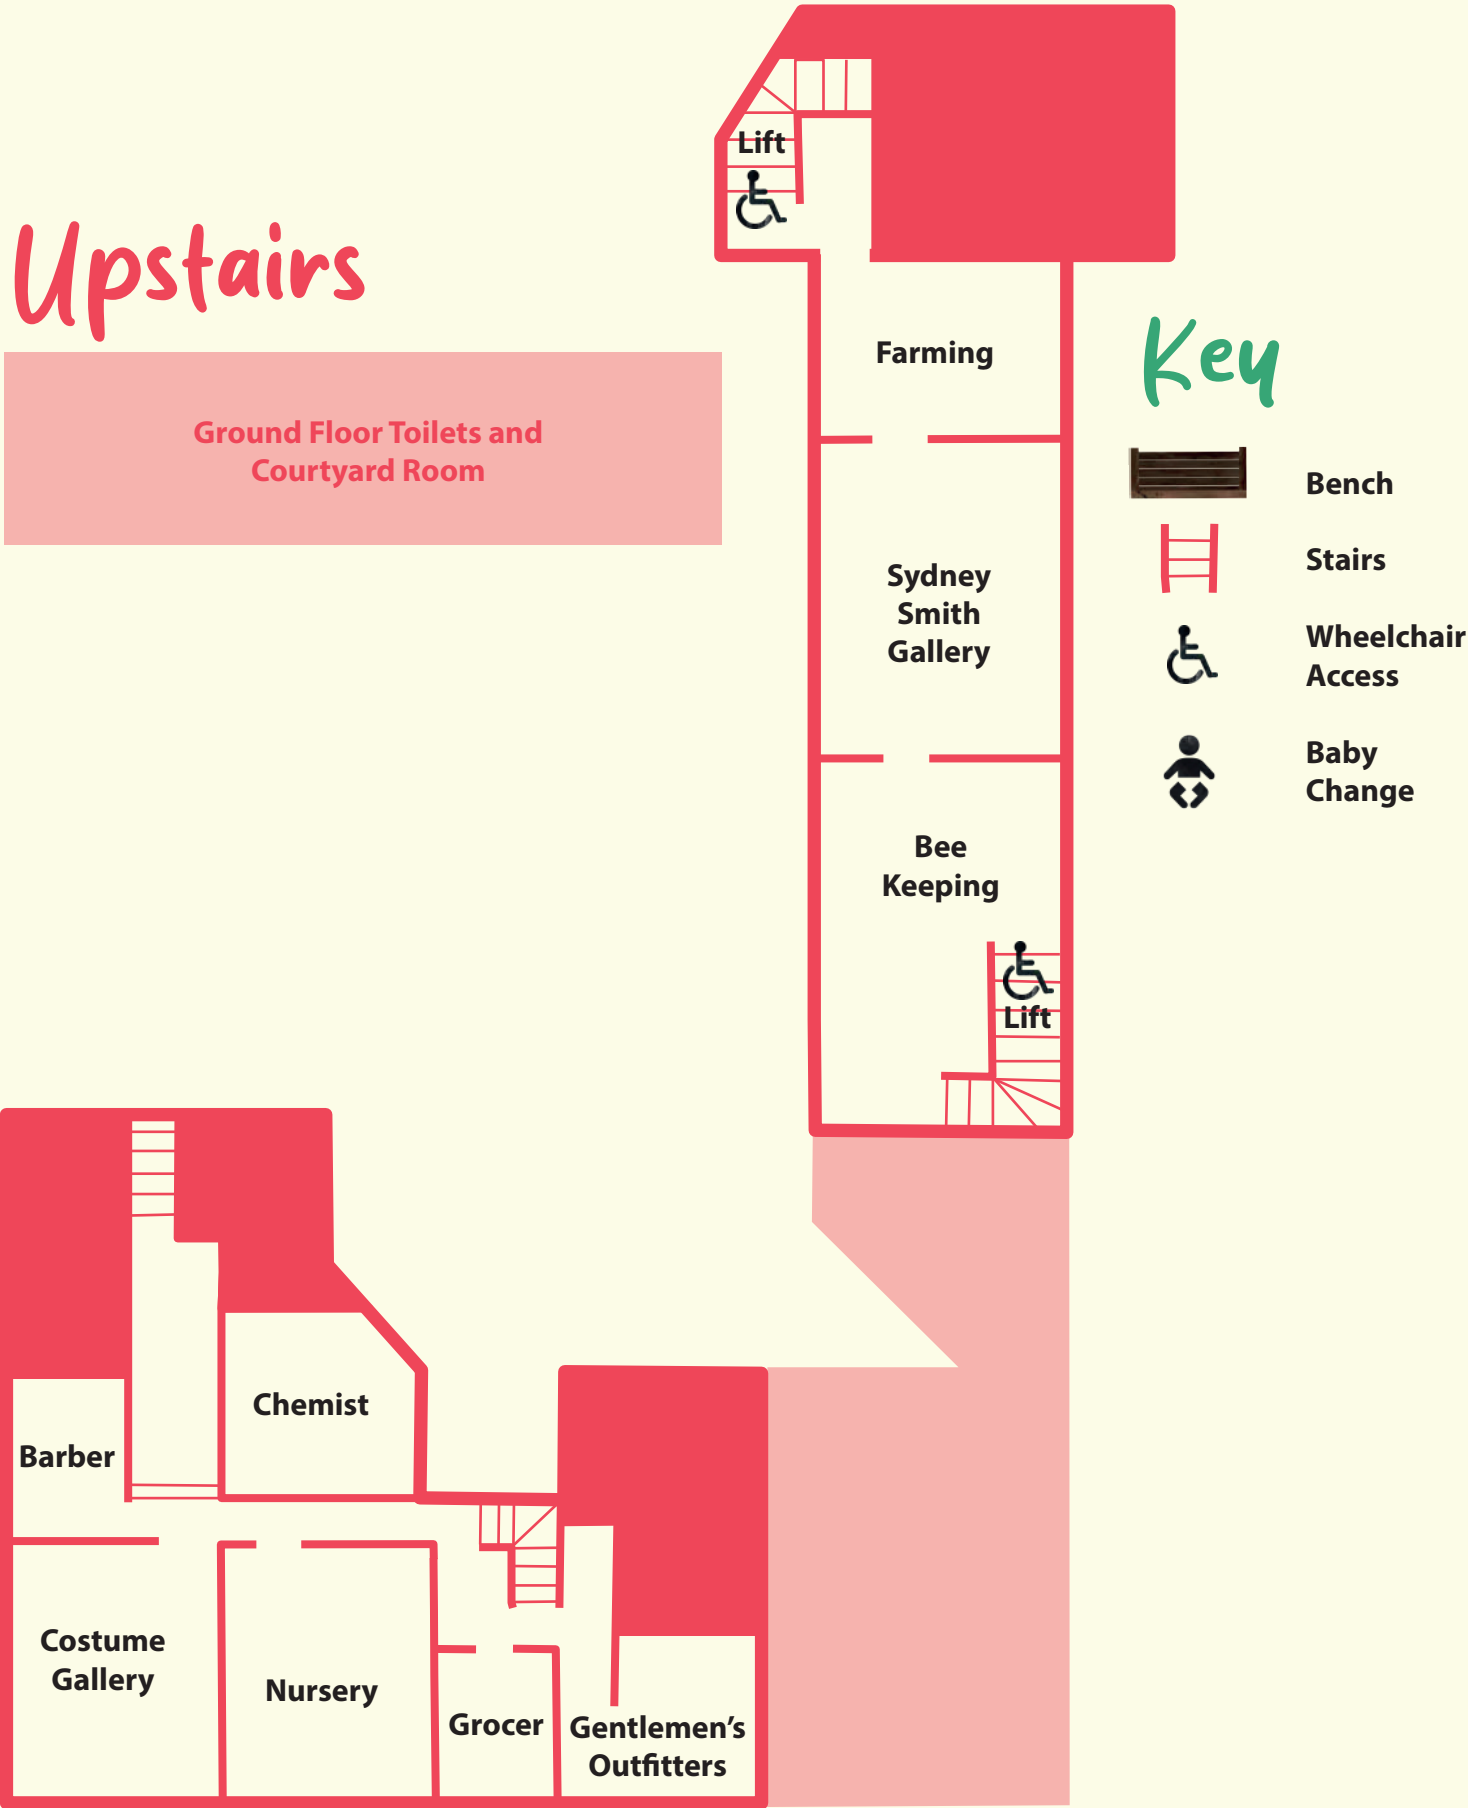 Lift
Upstairs
Ground Floor Toilets and
Courtyard Room
Farming
Sydney
Smith
Gallery
Bee
Keeping
Lift
Key
Bench
Stairs
Wheelchair
Access
Baby
Change
Chemist
Barber
Costume
Gallery
Nursery
Grocer
Gentlemen’s
Outfitters